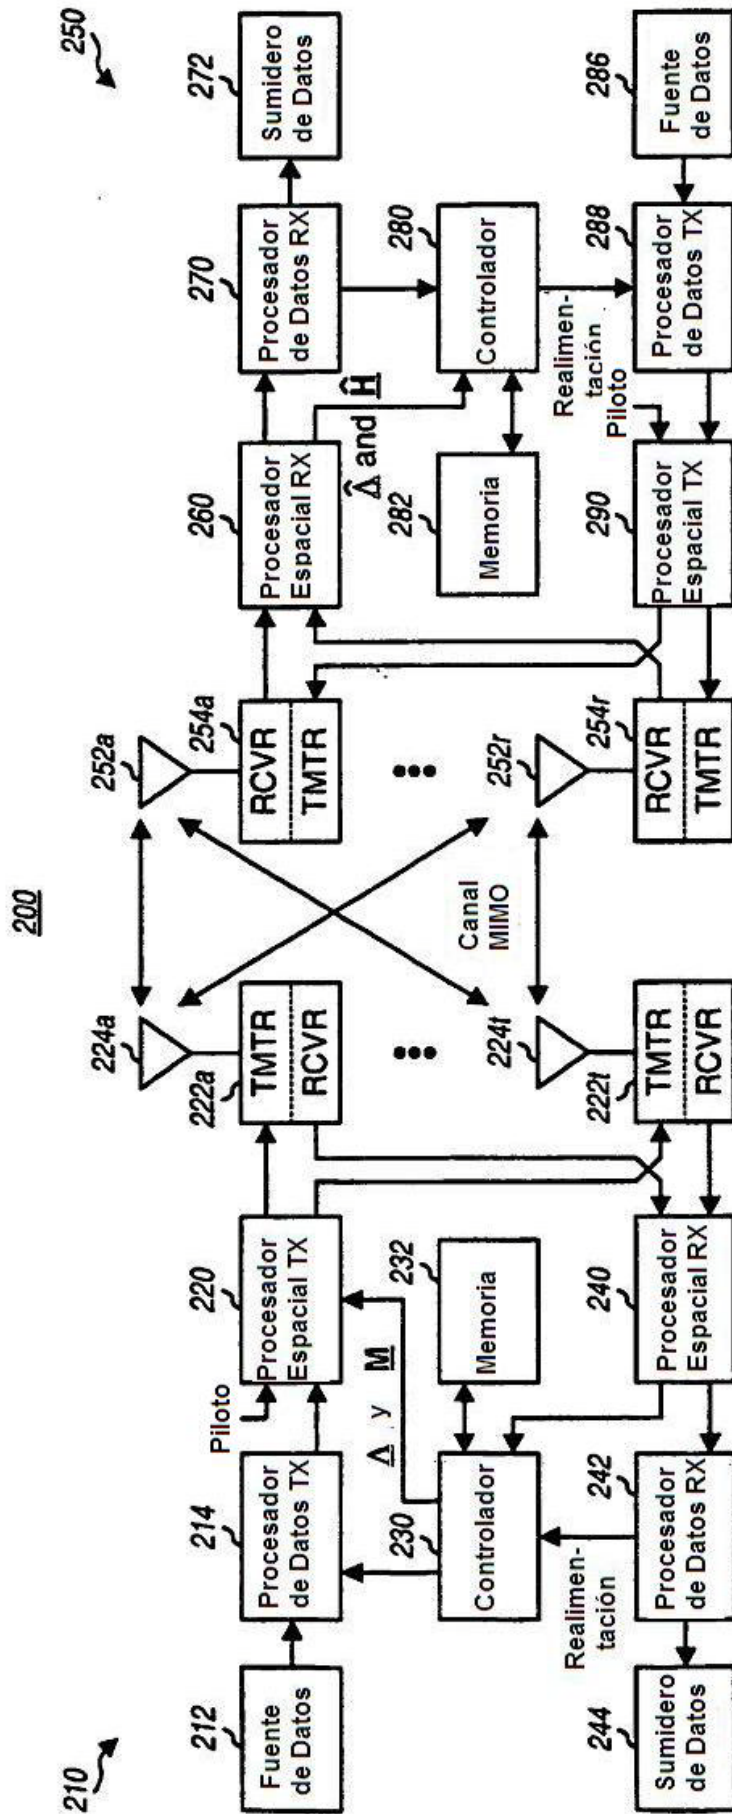 200
210
250
212
Fuente
de Datos
214
Procesador
de Datos TX
Piloto
220
Procesador
Espacial TX
222a
TMTR
RCVR
224a
252a
254a
RCVR
TMTR
260
Procesador
Espacial RX
270
Procesador
de Datos RX
272
Sumidero
de Datos
Δ y M
230
Controlador
232
Memoria
Canal
MIMO
Δ̂ and Ĥ
282
Memoria
280
Controlador
Realimen-
tación
244
Sumidero
de Datos
242
Procesador
de Datos RX
240
Procesador
Espacial RX
222t
TMTR
RCVR
224t
252r
254r
RCVR
TMTR
Realimen-
tación
Piloto
290
Procesador
Espacial TX
288
Procesador
de Datos TX
286
Fuente
de Datos